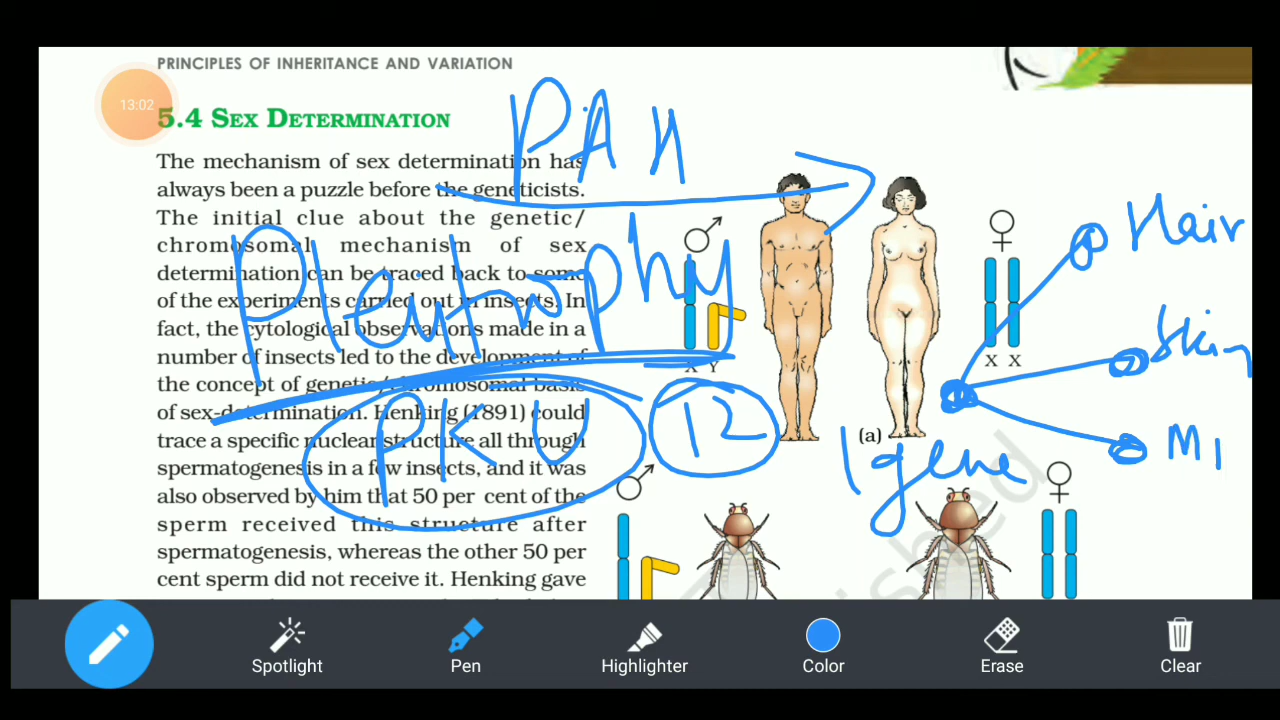 PRINCIPLES OF INHERITANCE AND VARIATION
13:02
5.4 SEX DETERMINATION
PAH
The mechanism of sex determination has
always been a puzzle before the geneticists.
The initial clue about the genetic/
chromosomal mechanism of sex
determination can be traced back to some
of the experiments carried out in insects. In
fact, the cytological observations made in a
number of insects led to the development of
the concept of genetic/chromosomal basis
of sex-determination. Henking (1891) could
trace a specific nuclear structure all through
spermatogenesis in a few insects, and it was
also observed by him that 50 per cent of the
sperm received this structure after
spermatogenesis, whereas the other 50 per
cent sperm did not receive it. Henking gave
Pleutrophy
PKU
12
X Y
X X
(a)
Hair
Skin
M1
1 gene
Spotlight
Pen
Highlighter
Color
Erase
Clear